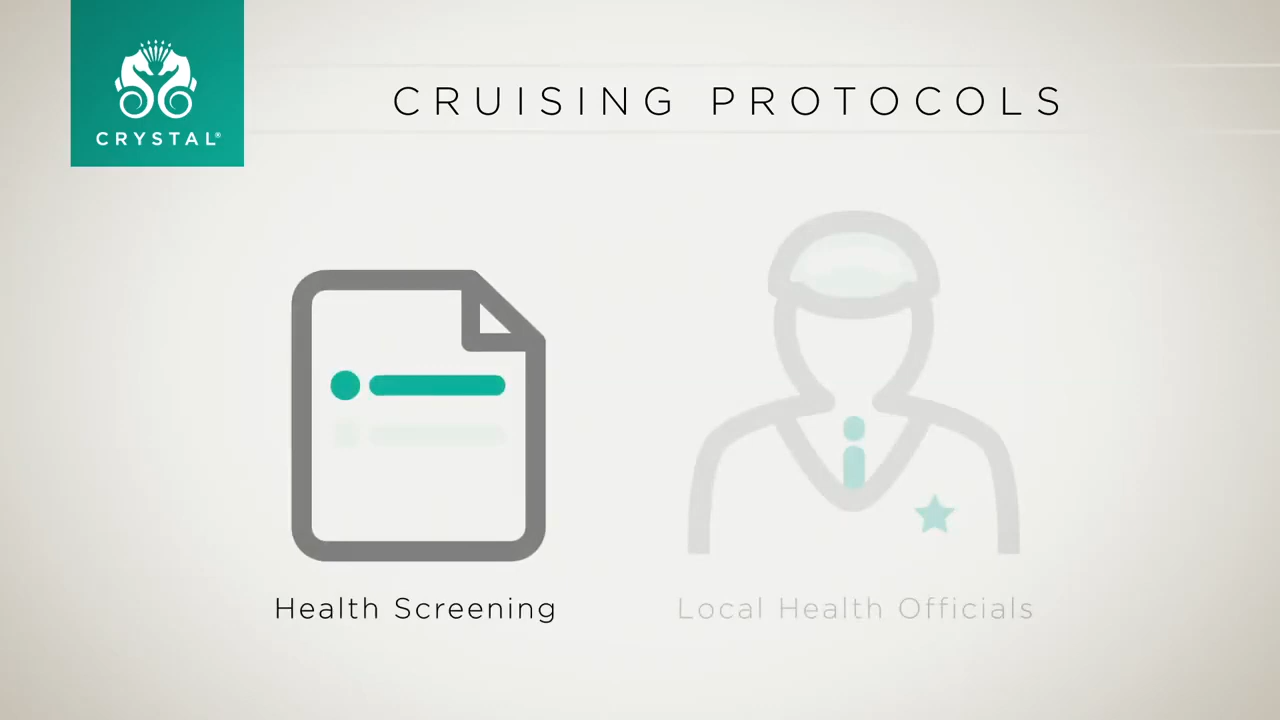 CRYSTAL®
CRUISING PROTOCOLS
Health Screening
Local Health Officials